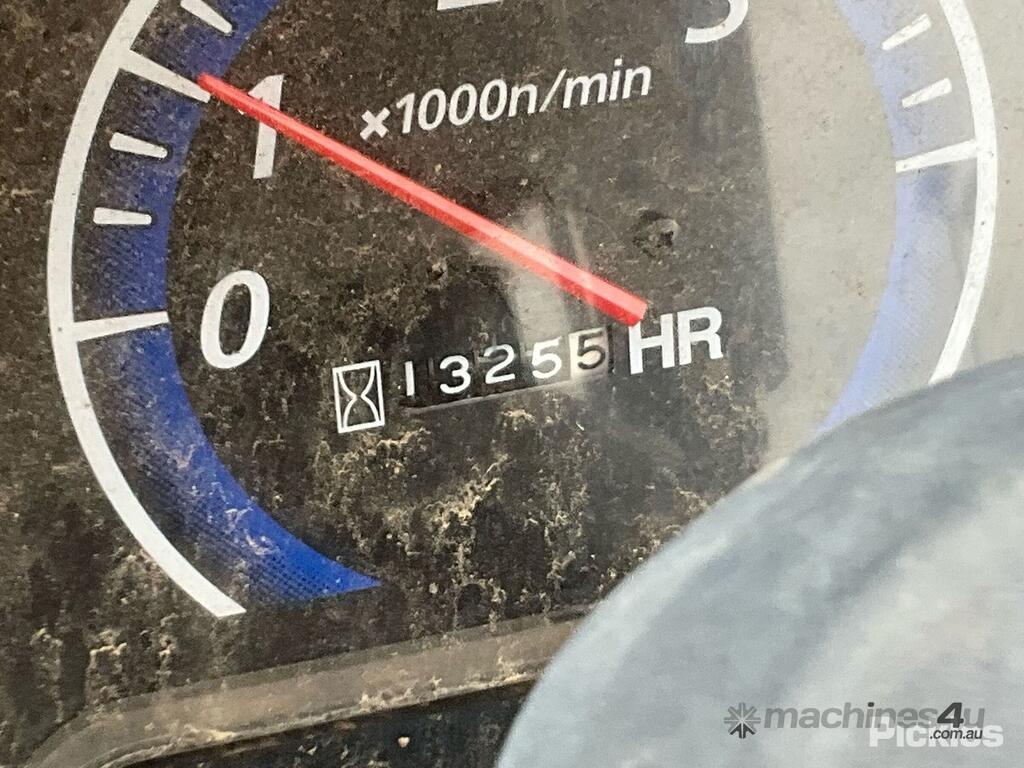 1
×1000n/min
0
13255 HR
machines4u
.com.au
Pickles